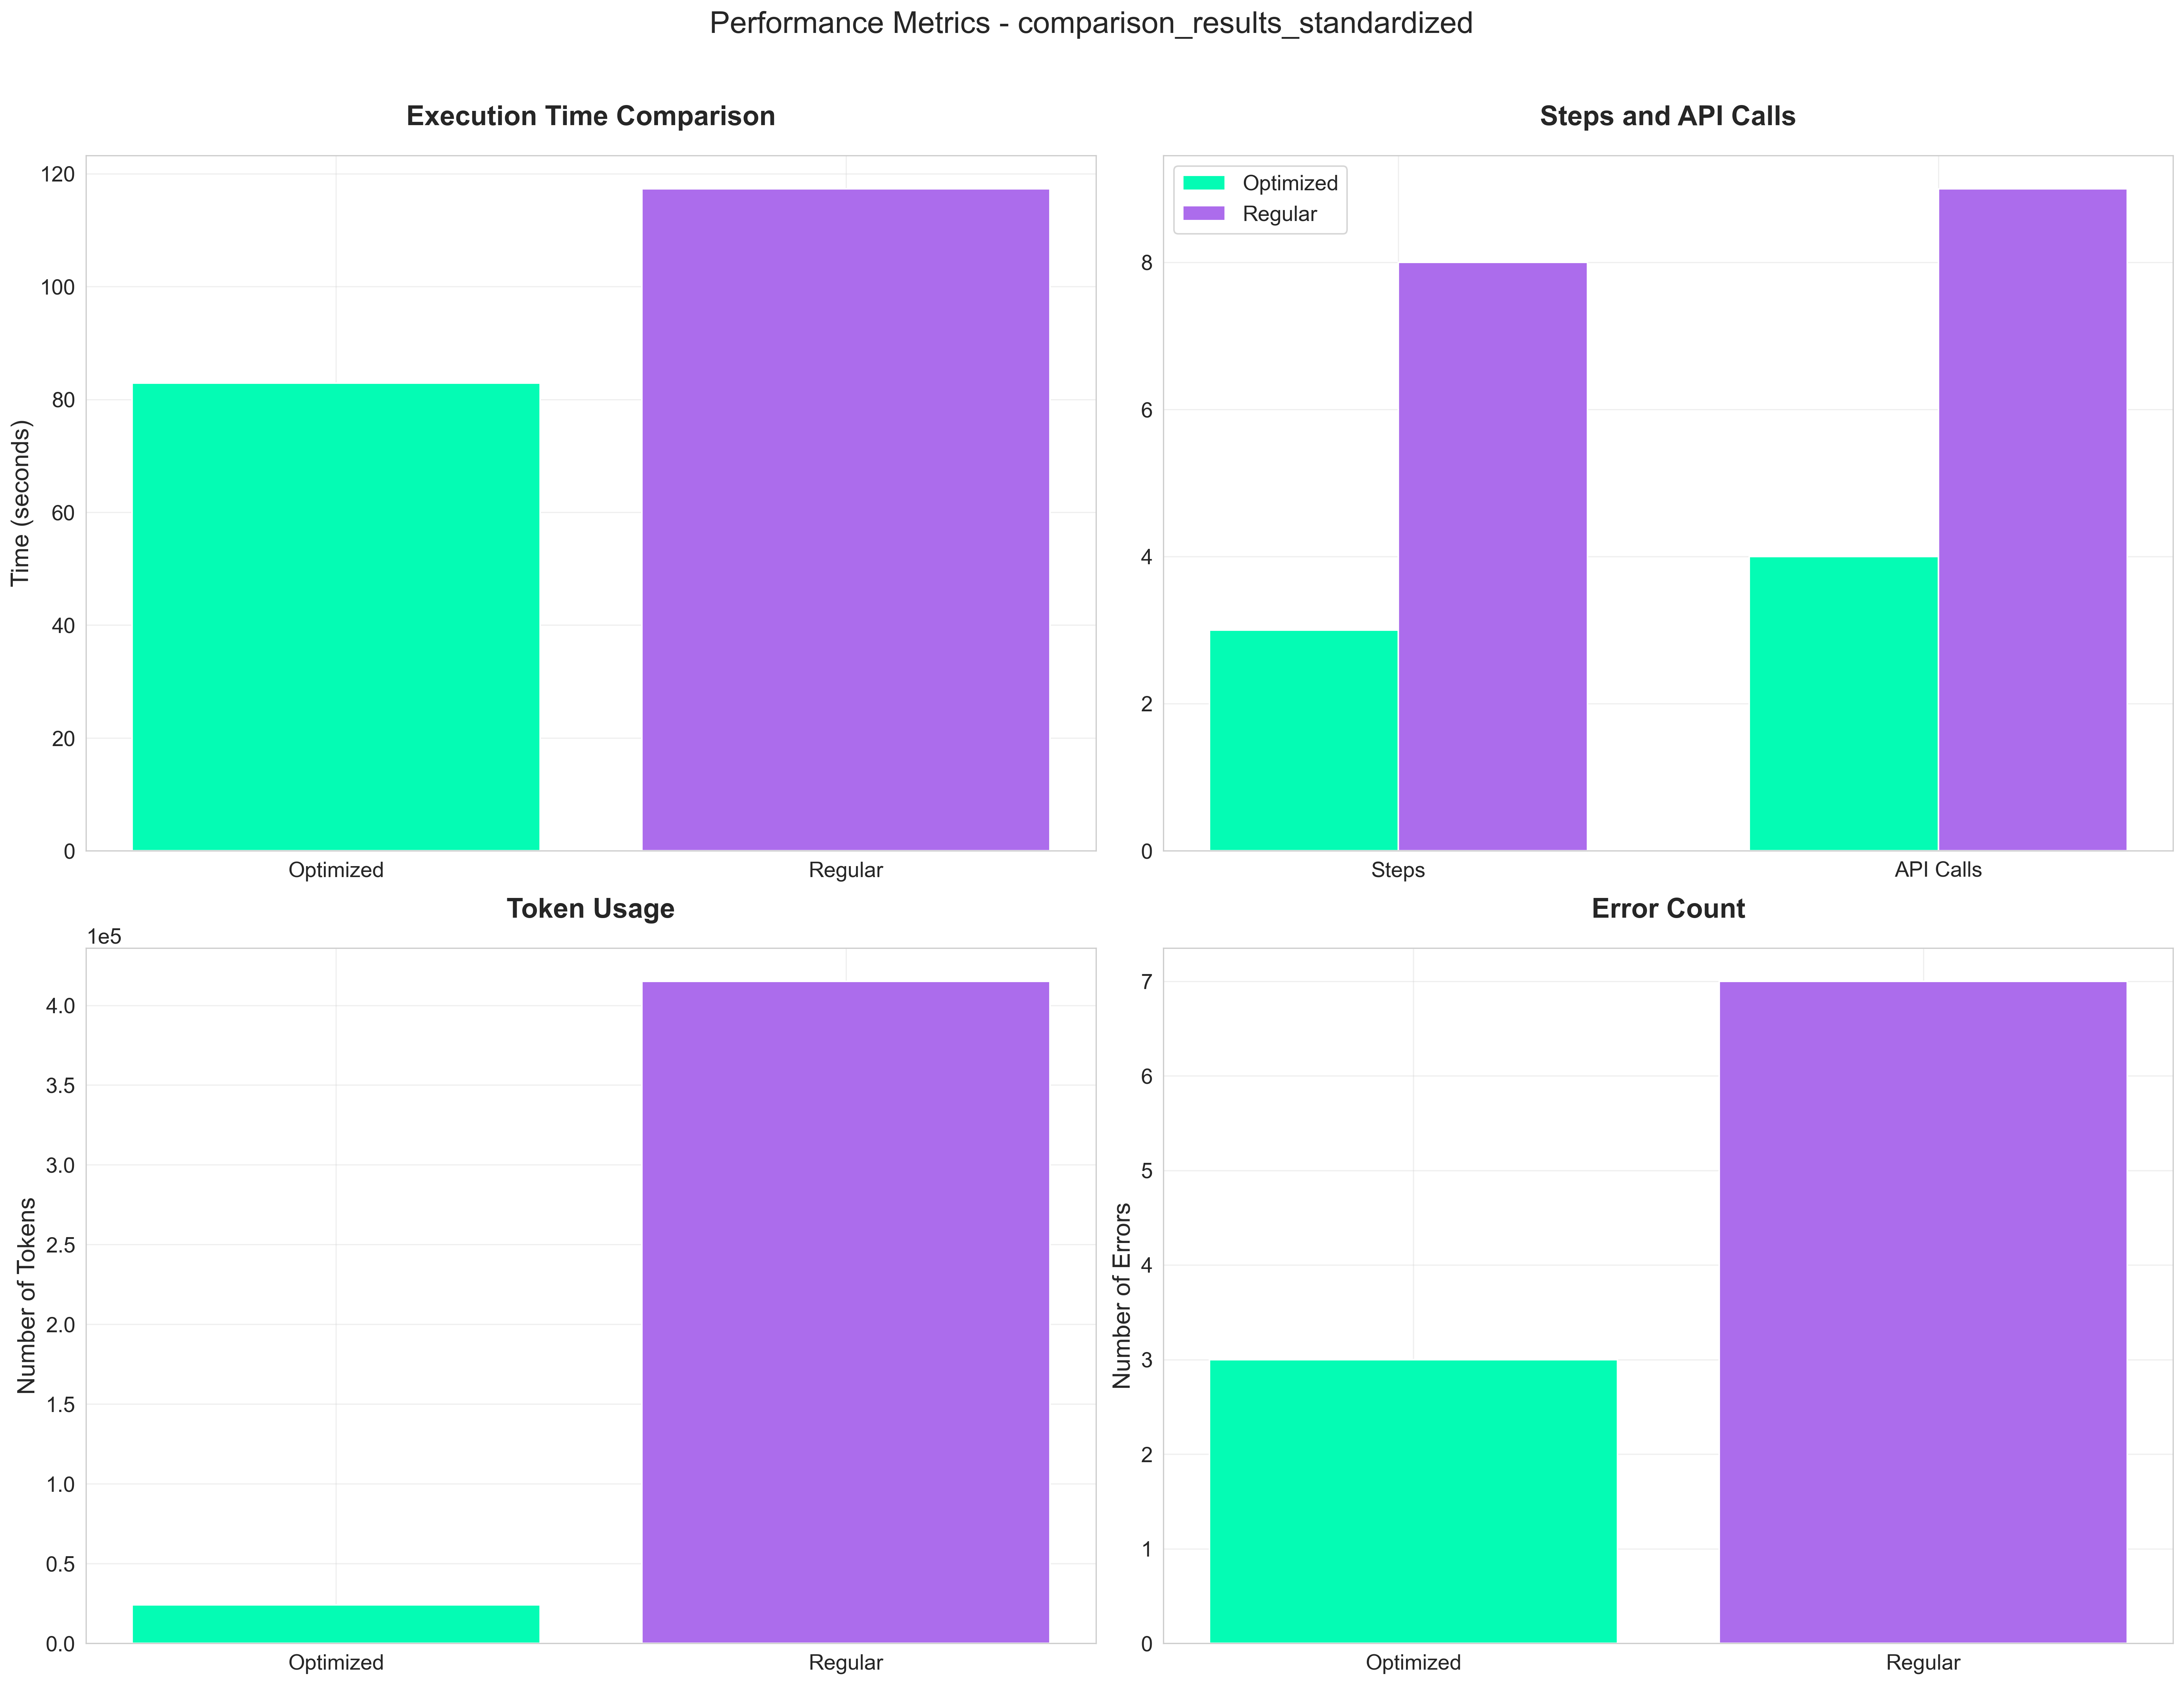 Performance Metrics - comparison_results_standardized
Execution Time Comparison
Time (seconds)
120
100
80
60
40
20
0
Optimized
Regular
Steps and API Calls
Optimized
Regular
8
6
4
2
0
Steps
API Calls
Token Usage
1e5
Number of Tokens
4.0
3.5
3.0
2.5
2.0
1.5
1.0
0.5
0.0
Optimized
Regular
Error Count
Number of Errors
7
6
5
4
3
2
1
0
Optimized
Regular